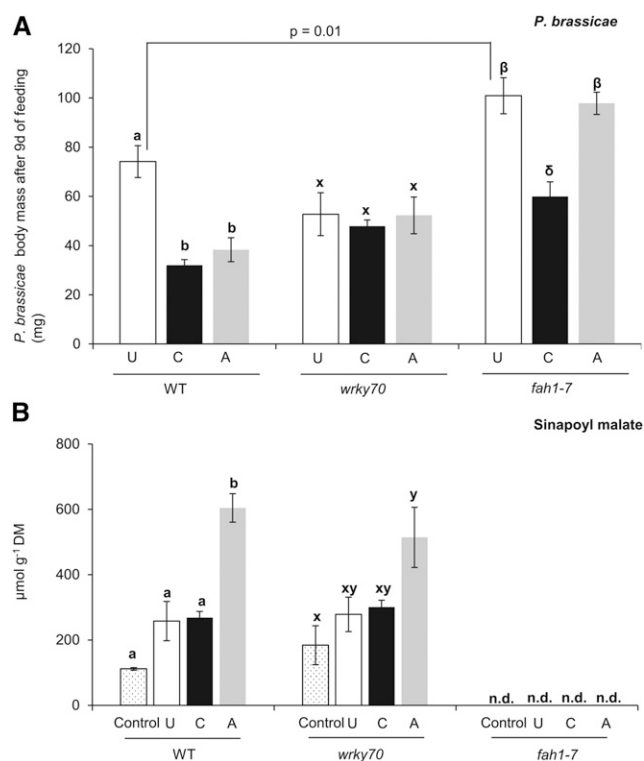 A
P. brassicae
p = 0.01
P. brassicae body mass after 9d of feeding
(mg)
120
100
80
60
40
20
0
a
b
b
x
x
x
β
δ
β
U C A U C A U C A
WT wrky70 fah1-7
B
Sinapoyl malate
µmol g⁻¹ DM
800
600
400
200
0
a
a
a
b
x
xy
xy
y
n.d. n.d. n.d. n.d.
Control U C A Control U C A Control U C A
WT wrky70 fah1-7